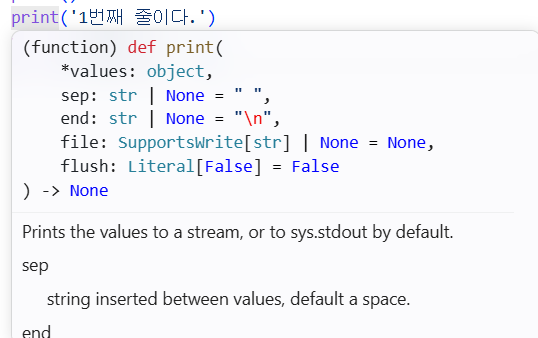 print('1번째 줄이다.')
(function) def print(
    *values: object,
    sep: str | None = " ",
    end: str | None = "\n",
    file: SupportsWrite[str] | None = None,
    flush: Literal[False] = False
) -> None
Prints the values to a stream, or to sys.stdout by default.
sep
    string inserted between values, default a space.
end